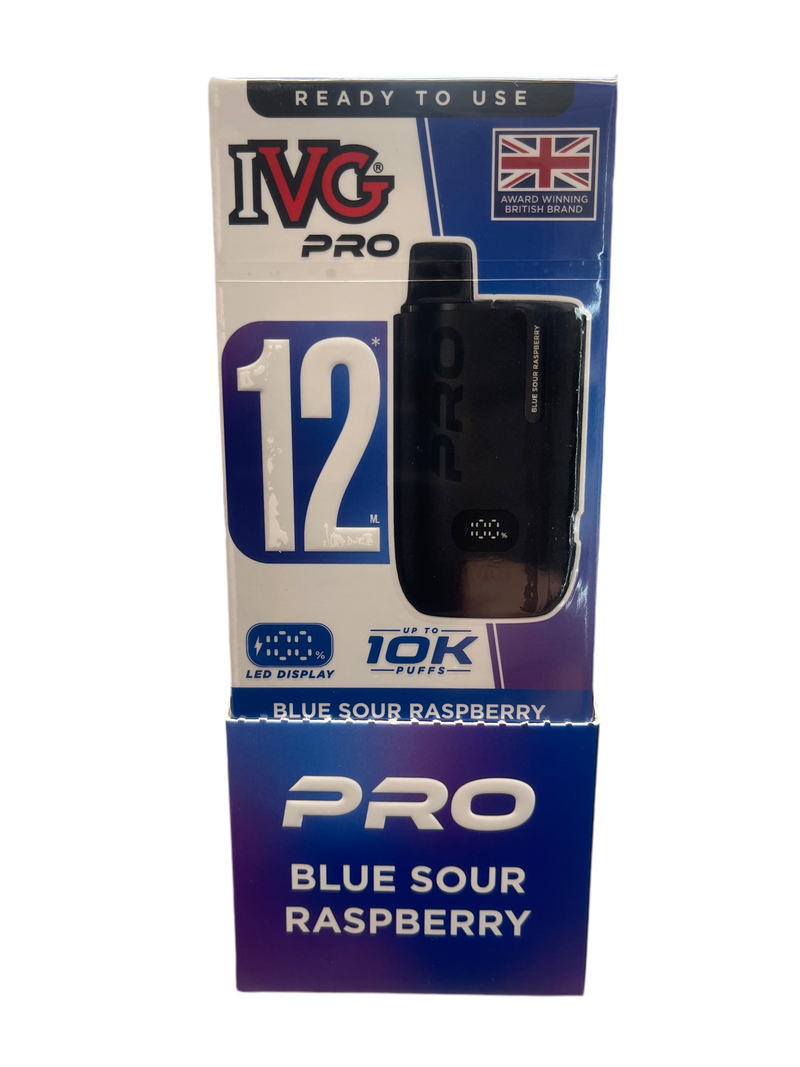 READY TO USE
IVG®
PRO
AWARD WINNING
BRITISH BRAND
12*
M.
PRO
BLUE SOUR RASPBERRY
100%
100%
LED DISPLAY
UP TO
10K
PUFFS
BLUE SOUR RASPBERRY
PRO
BLUE SOUR
RASPBERRY